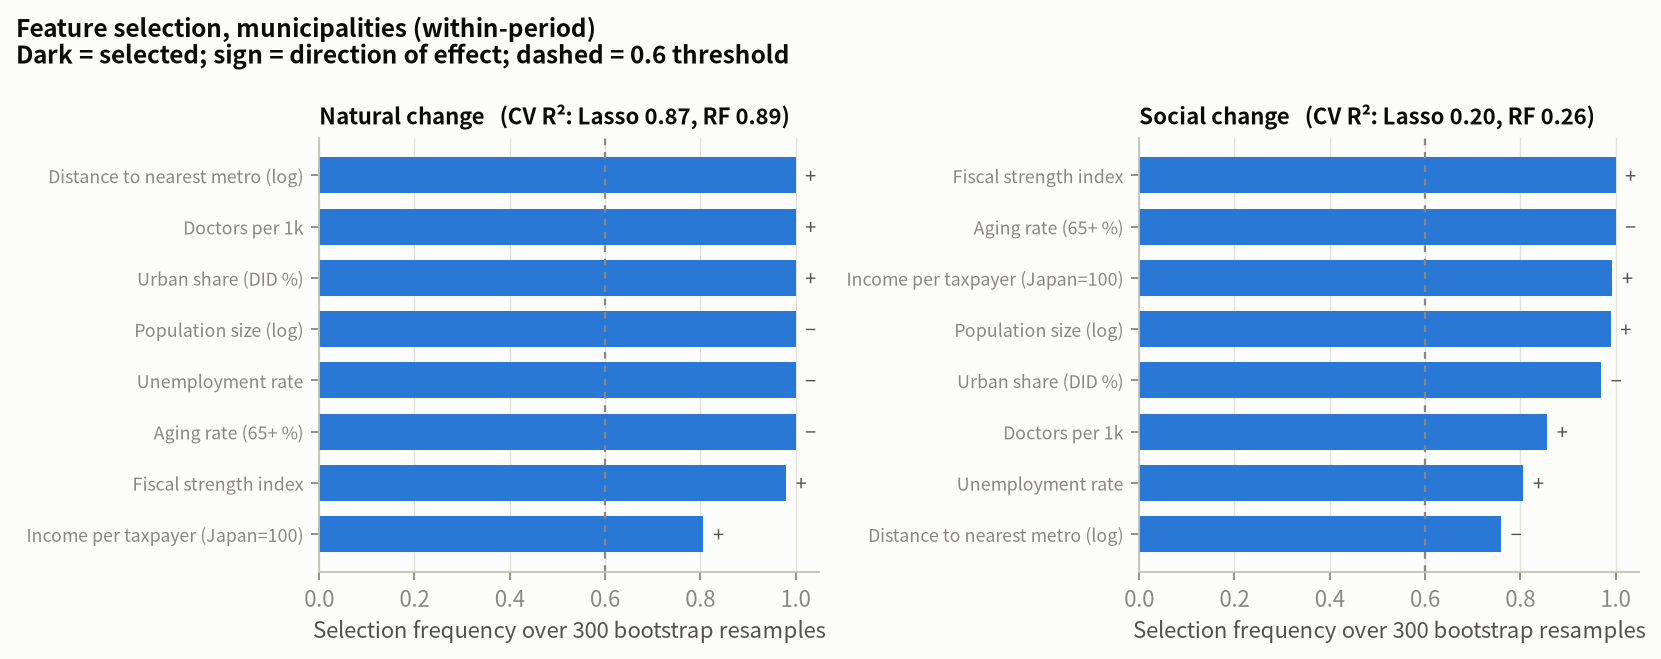 Feature selection, municipalities (within-period)
Dark = selected; sign = direction of effect; dashed = 0.6 threshold
Natural change (CV R²: Lasso 0.87, RF 0.89)
Distance to nearest metro (log) +
Doctors per 1k +
Urban share (DID %) +
Population size (log) −
Unemployment rate −
Aging rate (65+ %) −
Fiscal strength index +
Income per taxpayer (Japan=100) +
0.0 0.2 0.4 0.6 0.8 1.0
Selection frequency over 300 bootstrap resamples
Social change (CV R²: Lasso 0.20, RF 0.26)
Fiscal strength index +
Aging rate (65+ %) −
Income per taxpayer (Japan=100) +
Population size (log) +
Urban share (DID %) −
Doctors per 1k +
Unemployment rate +
Distance to nearest metro (log) −
0.0 0.2 0.4 0.6 0.8 1.0
Selection frequency over 300 bootstrap resamples